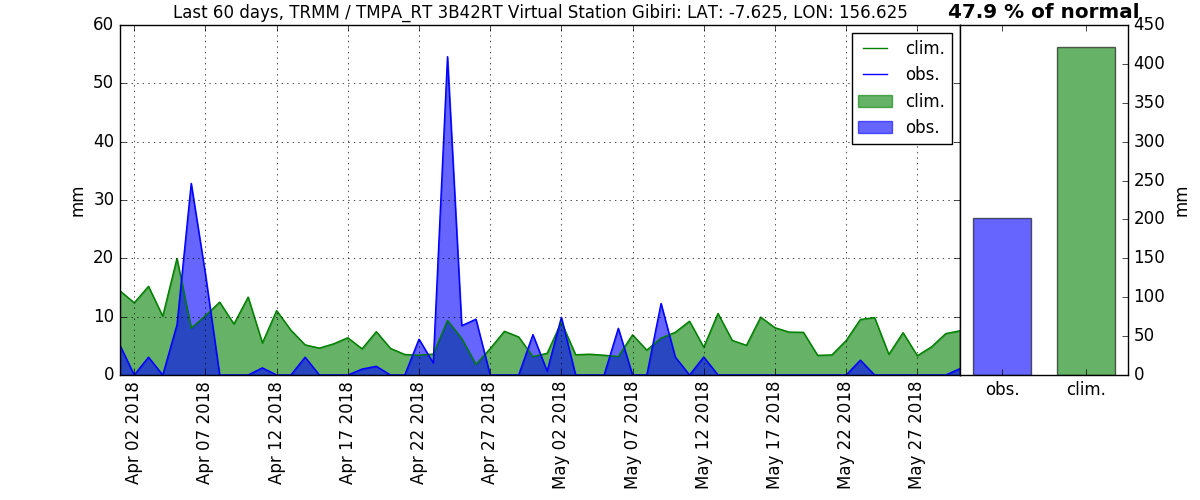 Last 60 days, TRMM / TMPA_RT 3B42RT Virtual Station Gibiri: LAT: -7.625, LON: 156.625
47.9 % of normal
60
50
40
30
20
10
0
mm
clim.
obs.
clim.
obs.
450
400
350
300
250
200
150
100
50
0
mm
Apr 02 2018
Apr 07 2018
Apr 12 2018
Apr 17 2018
Apr 22 2018
Apr 27 2018
May 02 2018
May 07 2018
May 12 2018
May 17 2018
May 22 2018
May 27 2018
obs.
clim.